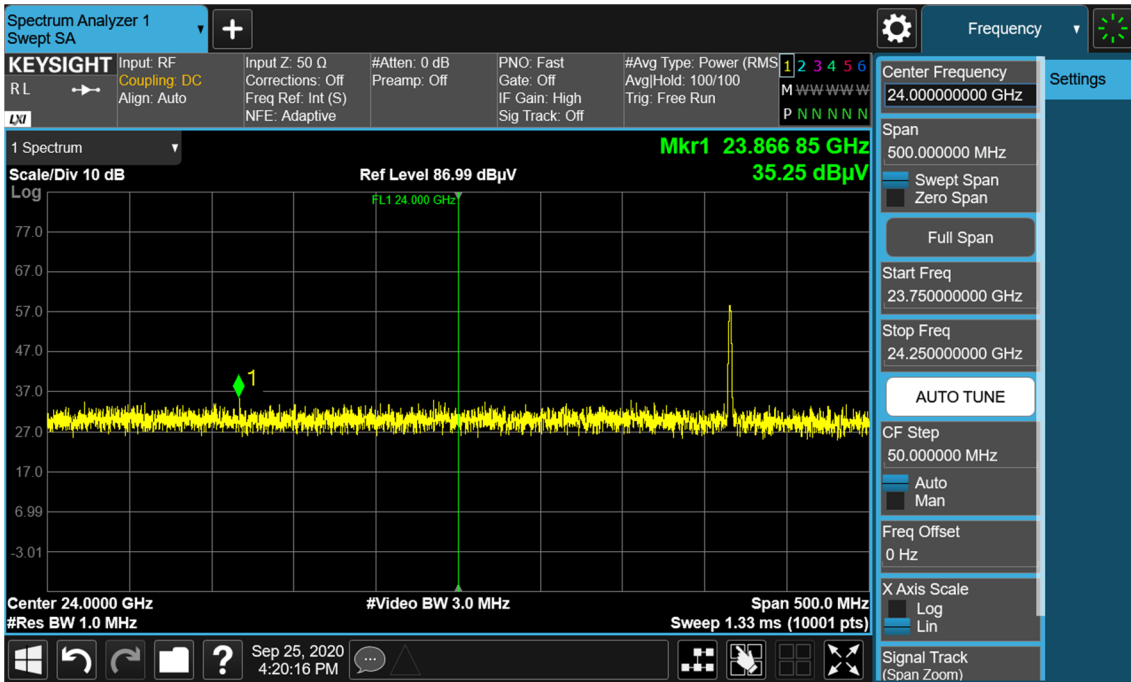 Spectrum Analyzer 1
Swept SA
+
Frequency
KEYSIGHT
RL
LXI
Input: RF
Coupling: DC
Align: Auto
Input Z: 50 Ω
Corrections: Off
Freq Ref: Int (S)
NFE: Adaptive
#Atten: 0 dB
Preamp: Off
PNO: Fast
Gate: Off
IF Gain: High
Sig Track: Off
#Avg Type: Power (RMS
Avg|Hold: 100/100
Trig: Free Run
1 2 3 4 5 6
M W W W W W
P N N N N N
1 Spectrum
Scale/Div 10 dB
Log
Ref Level 86.99 dBµV
Mkr1 23.866 85 GHz
35.25 dBµV
FL1 24.000 GHz
77.0
67.0
57.0
47.0
37.0
27.0
17.0
6.99
-3.01
1
Center 24.0000 GHz
#Res BW 1.0 MHz
#Video BW 3.0 MHz
Span 500.0 MHz
Sweep 1.33 ms (10001 pts)
Center Frequency
24.000000000 GHz
Settings
Span
500.000000 MHz
Swept Span
Zero Span
Full Span
Start Freq
23.750000000 GHz
Stop Freq
24.250000000 GHz
AUTO TUNE
CF Step
50.000000 MHz
Auto
Man
Freq Offset
0 Hz
X Axis Scale
Log
Lin
Signal Track
(Span Zoom)
?
Sep 25, 2020
4:20:16 PM